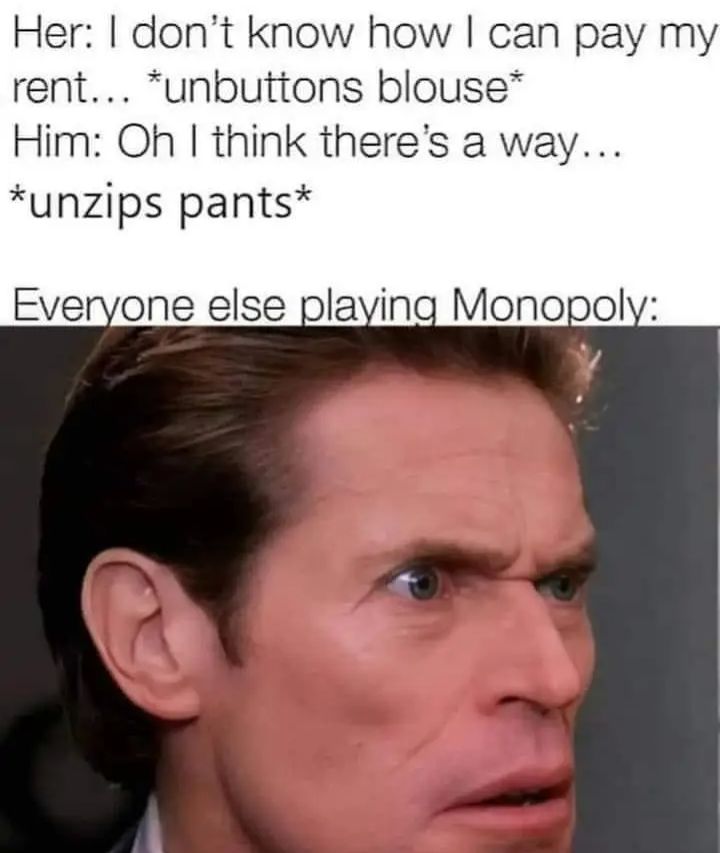 Her: I don't know how I can pay my
rent... *unbuttons blouse*
Him: Oh I think there's a way...
*unzips pants*
Everyone else playing Monopoly: